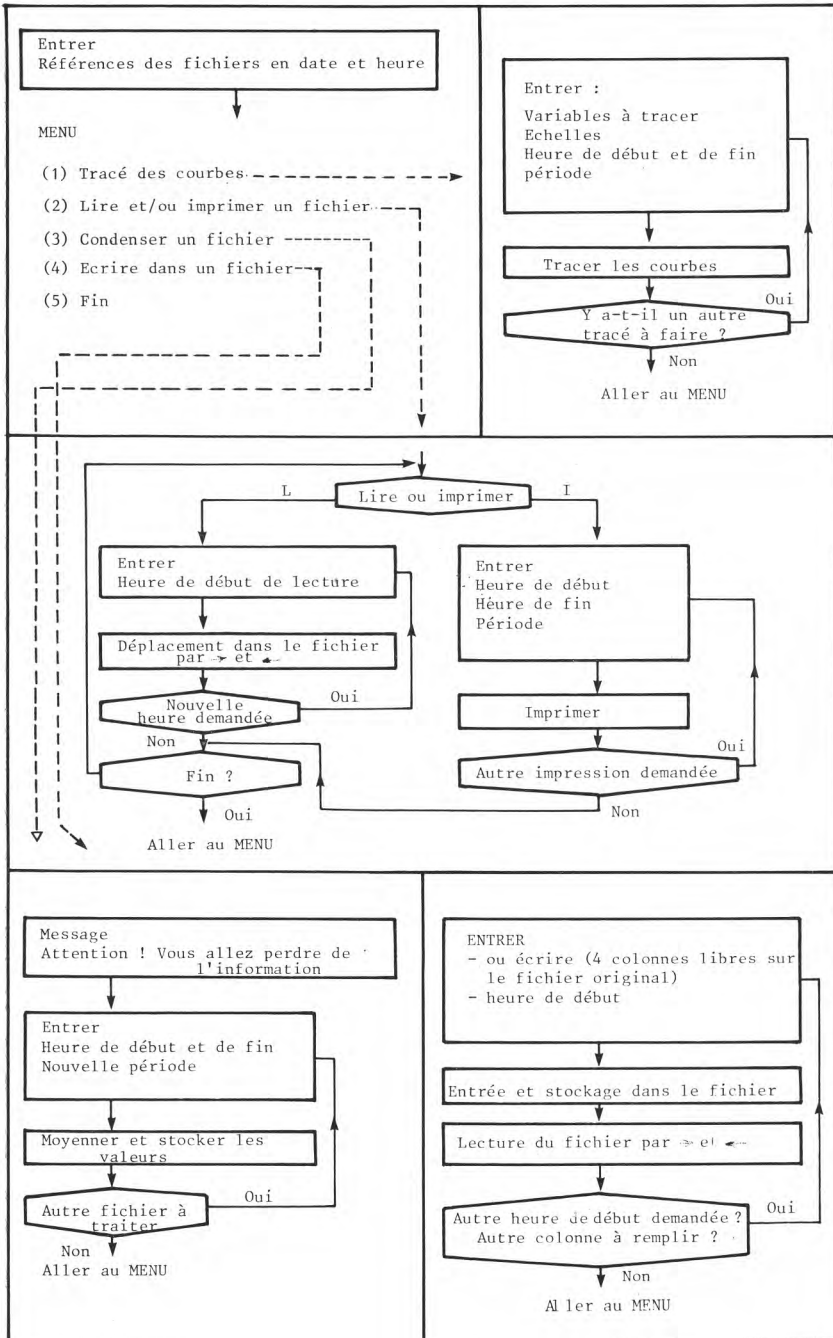 Entrer
Références des fichiers en date et heure
MENU
(1) Tracé des courbes
(2) Lire et/ou imprimer un fichier
(3) Condenser un fichier
(4) Ecrire dans un fichier
(5) Fin
Entrer :
Variables à tracer
Echelles
Heure de début et de fin
période
Tracer les courbes
Y a-t-il un autre
tracé à faire ?
Oui
Non
Aller au MENU
Lire ou imprimer
L
I
Entrer
Heure de début de lecture
Déplacement dans le fichier
par → et ←
Nouvelle
heure demandée
Oui
Non
Fin ?
Oui
Aller au MENU
Entrer
Heure de début
Heure de fin
Période
Imprimer
Autre impression demandée
Oui
Non
Message
Attention ! Vous allez perdre de
l'information
Entrer
Heure de début et de fin
Nouvelle période
Moyenner et stocker les
valeurs
Autre fichier à
traiter
Oui
Non
Aller au MENU
ENTRER
- ou écrire (4 colonnes libres sur
le fichier original)
- heure de début
Entrée et stockage dans le fichier
Lecture du fichier par → et ←
Autre heure de début demandée ?
Autre colonne à remplir ?
Oui
Non
Aller au MENU